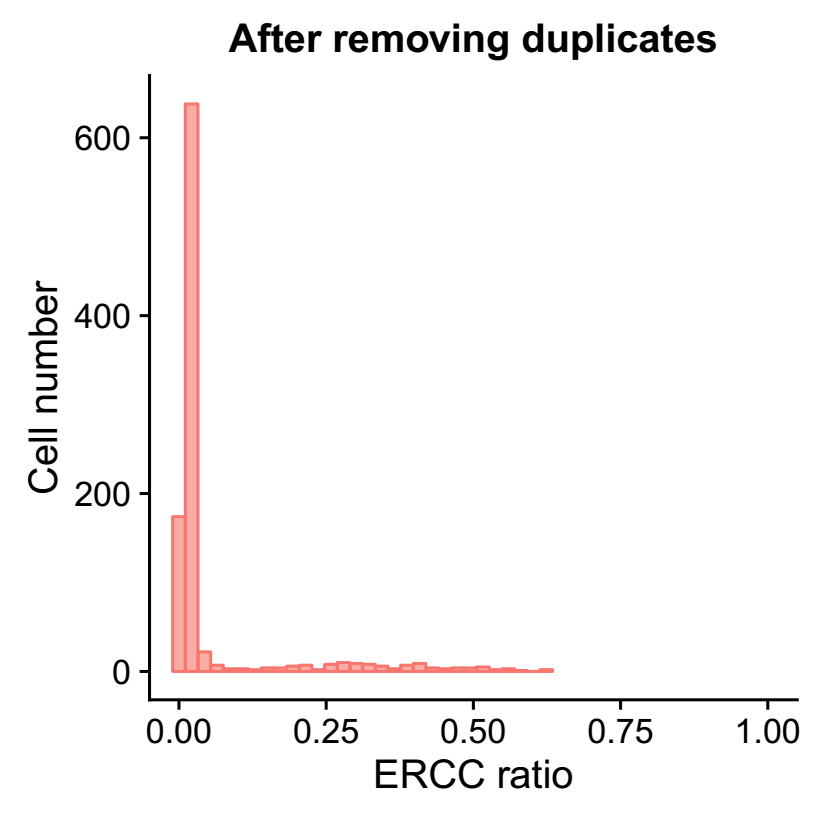 After removing duplicates
600
400
200
0
Cell number
0.00 0.25 0.50 0.75 1.00
ERCC ratio